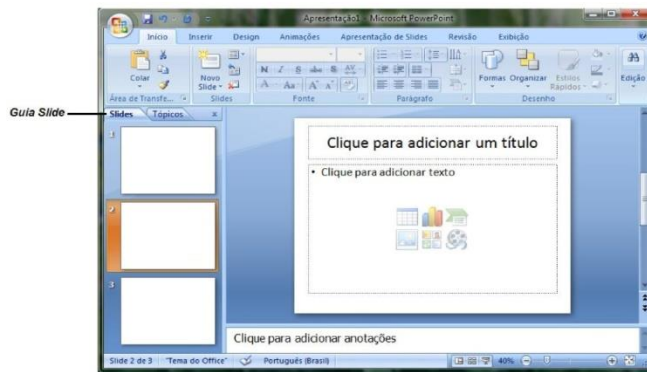 Apresentação1 - Microsoft PowerPoint
Início Inserir Design Animações Apresentação de Slides Revisão Exibição
Colar
Novo Slide
Formas Organizar Estilos Rápidos
Edição
Área de Transfe... Slides Fonte Parágrafo Desenho
N I S abc S AV
A Aa A A
Guia Slide
Slides Tópicos x
1
2
3
Clique para adicionar um título
• Clique para adicionar texto
Clique para adicionar anotações
Slide 2 de 3 "Tema do Office" Português (Brasil) 40%